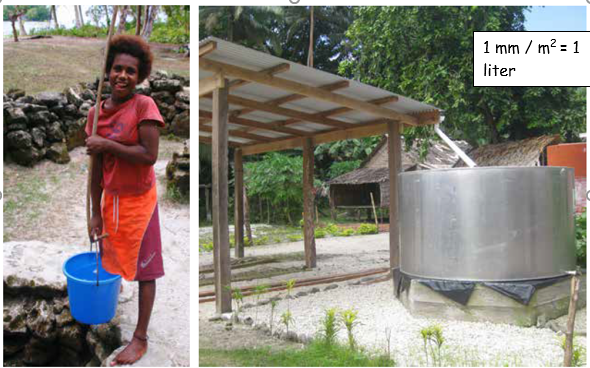 1 mm / m² = 1
liter